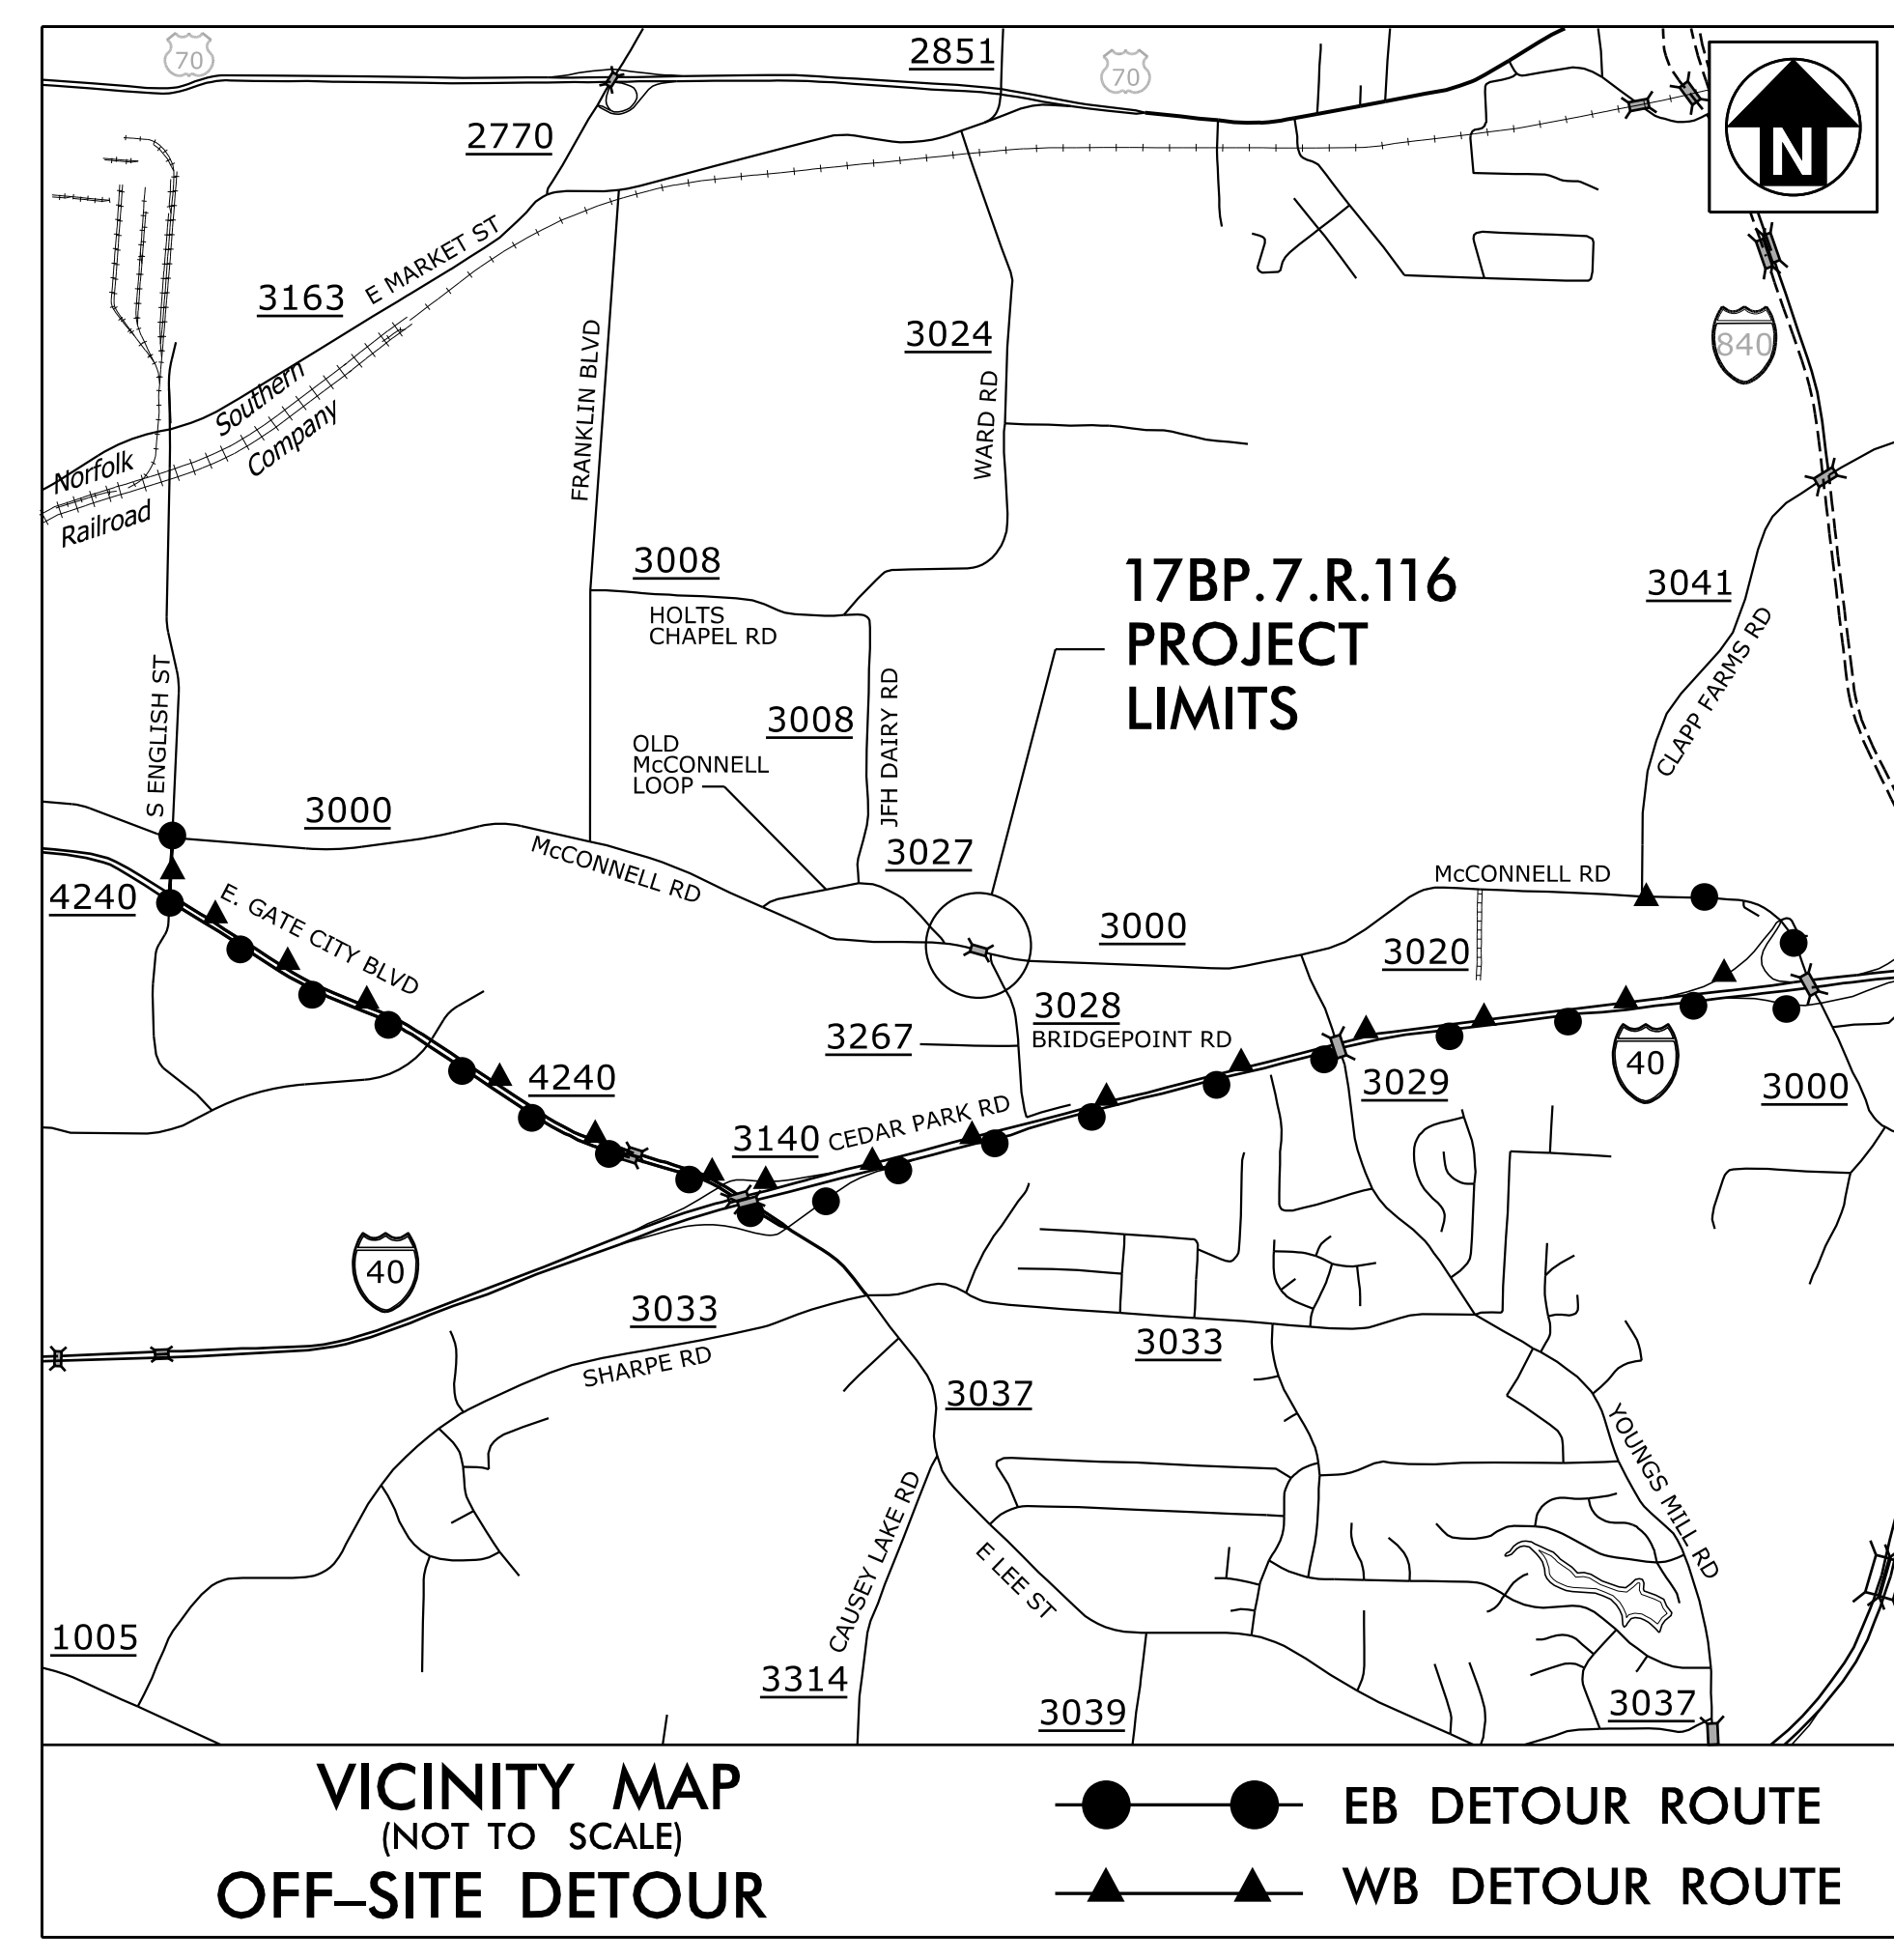 70
2851
70
N
2770
3163
E MARKET ST
840
3024
FRANKLIN BLVD
WARD RD
Southern
Company
Norfolk
Railroad
3008
HOLTS
CHAPEL RD
17BP.7.R.116
PROJECT
LIMITS
3041
CLAPP FARMS RD
S ENGLISH ST
3008
JFH DAIRY RD
OLD
McCONNELL
LOOP
3000
McCONNELL RD
3027
McCONNELL RD
4240
E. GATE CITY BLVD
3000
3020
3028
BRIDGEPOINT RD
3267
40
3029
3000
4240
3140
CEDAR PARK RD
40
3033
SHARPE RD
3033
3037
YOUNGS MILL RD
CAUSEY LAKE RD
E LEE ST
1005
3314
3039
3037
VICINITY MAP
(NOT TO SCALE)
OFF–SITE DETOUR
EB DETOUR ROUTE
WB DETOUR ROUTE